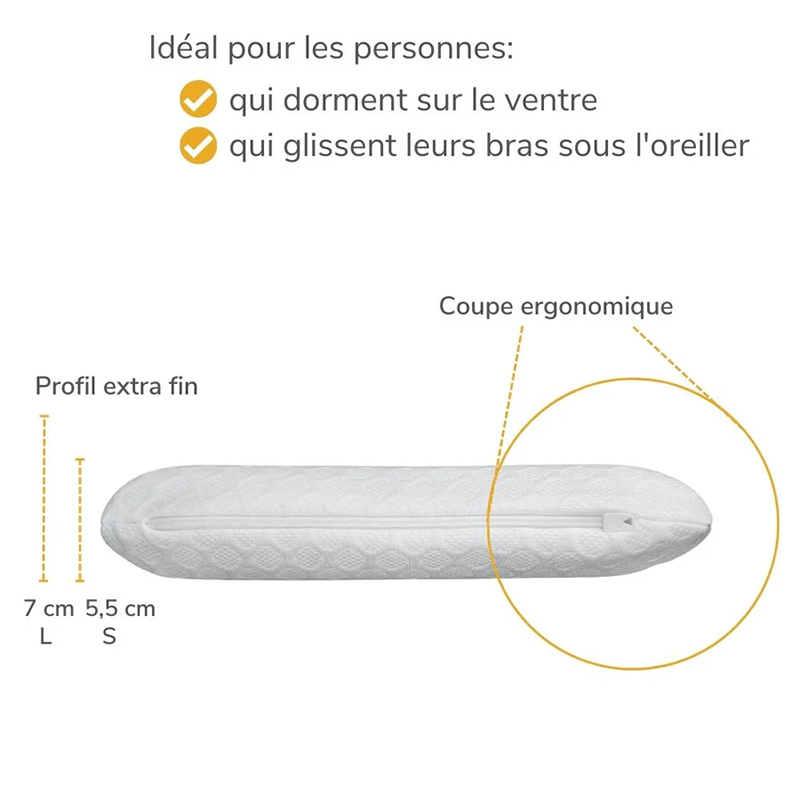 Idéal pour les personnes:
qui dorment sur le ventre
qui glissent leurs bras sous l'oreiller
Coupe ergonomique
Profil extra fin
7 cm 5,5 cm
L S